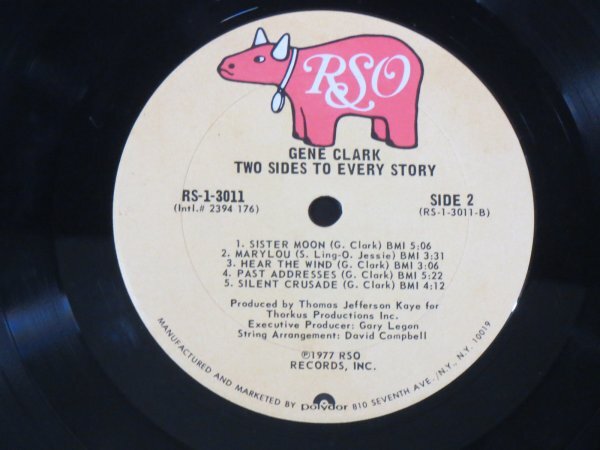 RSO
GENE CLARK
TWO SIDES TO EVERY STORY
RS-1-3011
(Intl.# 2394 176)
SIDE 2
(RS-1-3011-B)
1. SISTER MOON (G. Clark) BMI 5:06
2. MARYLOU (S. Ling-O. Jessie) BMI 3:31
3. HEAR THE WIND (G. Clark) BMI 3:06
4. PAST ADDRESSES (G. Clark) BMI 5:22
5. SILENT CRUSADE (G. Clark) BMI 4:12
Produced by Thomas Jefferson Kaye for
Thorkus Productions Inc.
Executive Producer: Gary Legon
String Arrangement: David Campbell
℗1977 RSO
RECORDS, INC.
MANUFACTURED AND MARKETED BY polydor 810 SEVENTH AVE./N.Y., N.Y. 10019